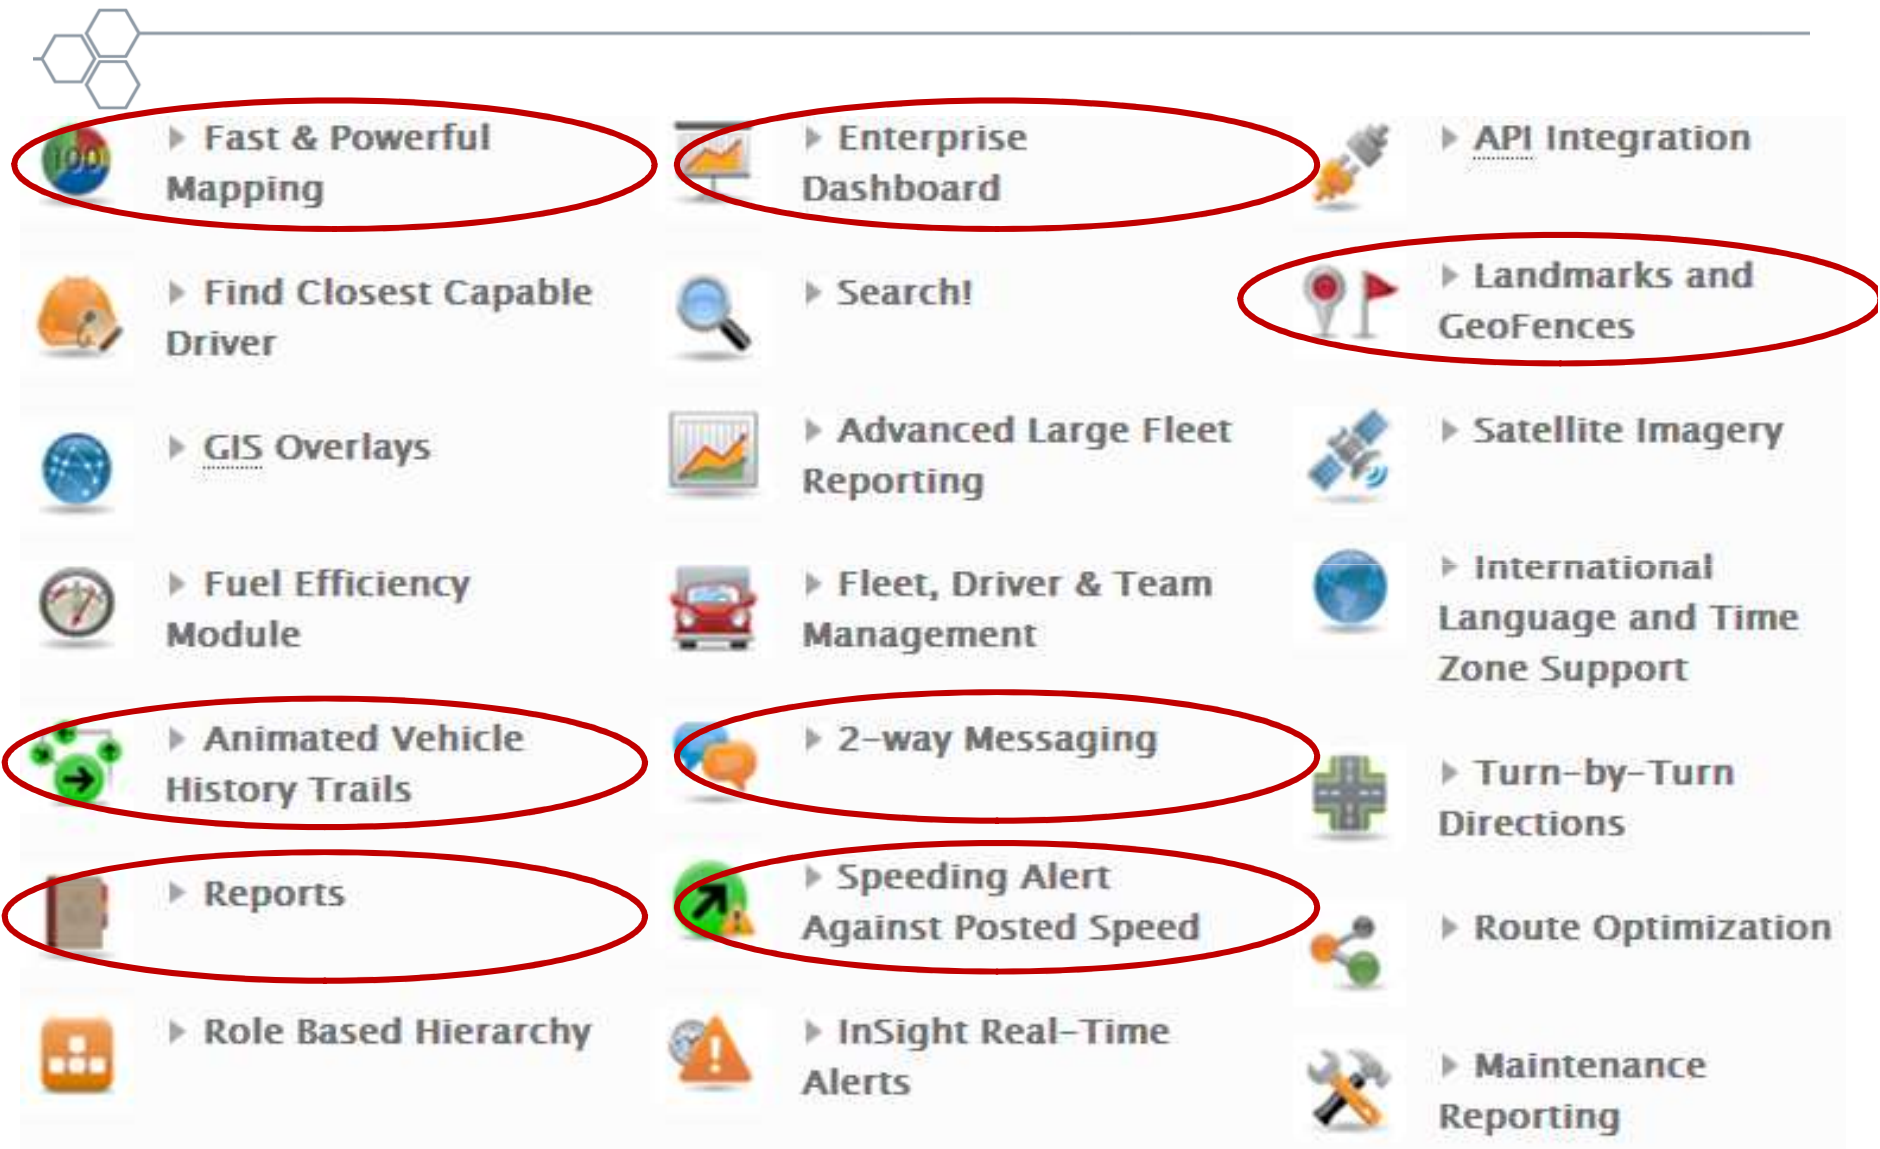 100
Fast & Powerful
Mapping
Find Closest Capable
Driver
GIS Overlays
Fuel Efficiency
Module
Animated Vehicle
History Trails
Reports
Role Based Hierarchy
Enterprise
Dashboard
Search!
Advanced Large Fleet
Reporting
Fleet, Driver & Team
Management
2-way Messaging
Speeding Alert
Against Posted Speed
InSight Real-Time
Alerts
API Integration
Landmarks and
GeoFences
Satellite Imagery
International
Language and Time
Zone Support
Turn-by-Turn
Directions
Route Optimization
Maintenance
Reporting